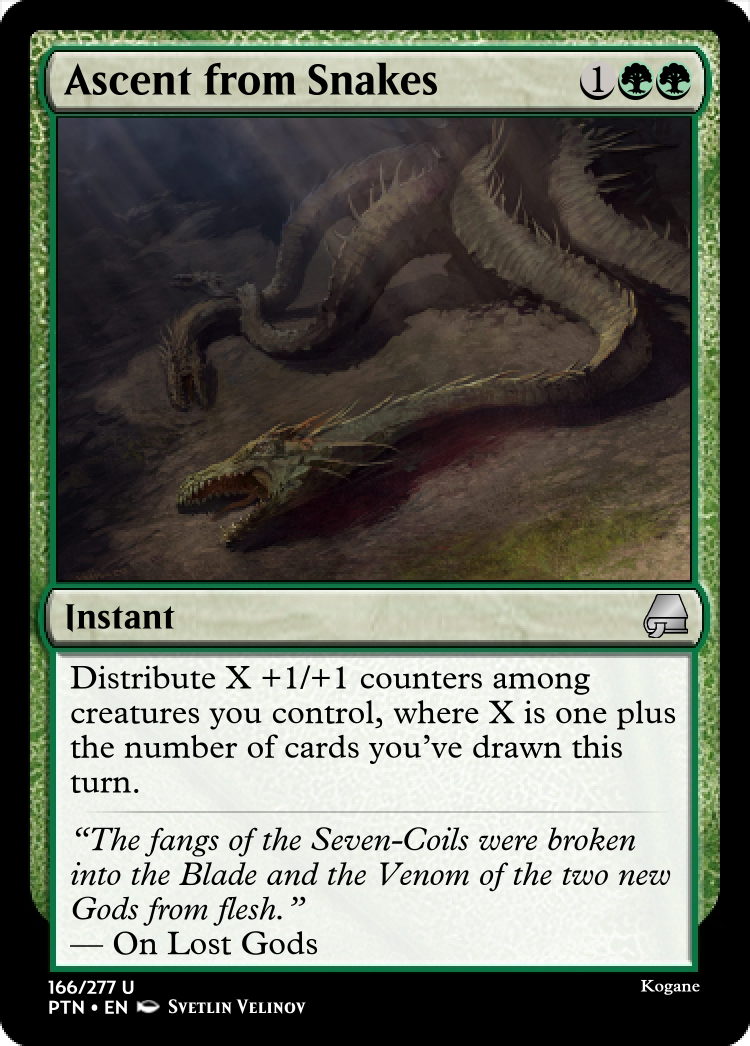 Ascent from Snakes 1
Instant
Distribute X +1/+1 counters among
creatures you control, where X is one plus
the number of cards you’ve drawn this
turn.
“The fangs of the Seven-Coils were broken
into the Blade and the Venom of the two new
Gods from flesh.”
— On Lost Gods
166/277 U
Kogane
PTN • EN Svetlin Velinov